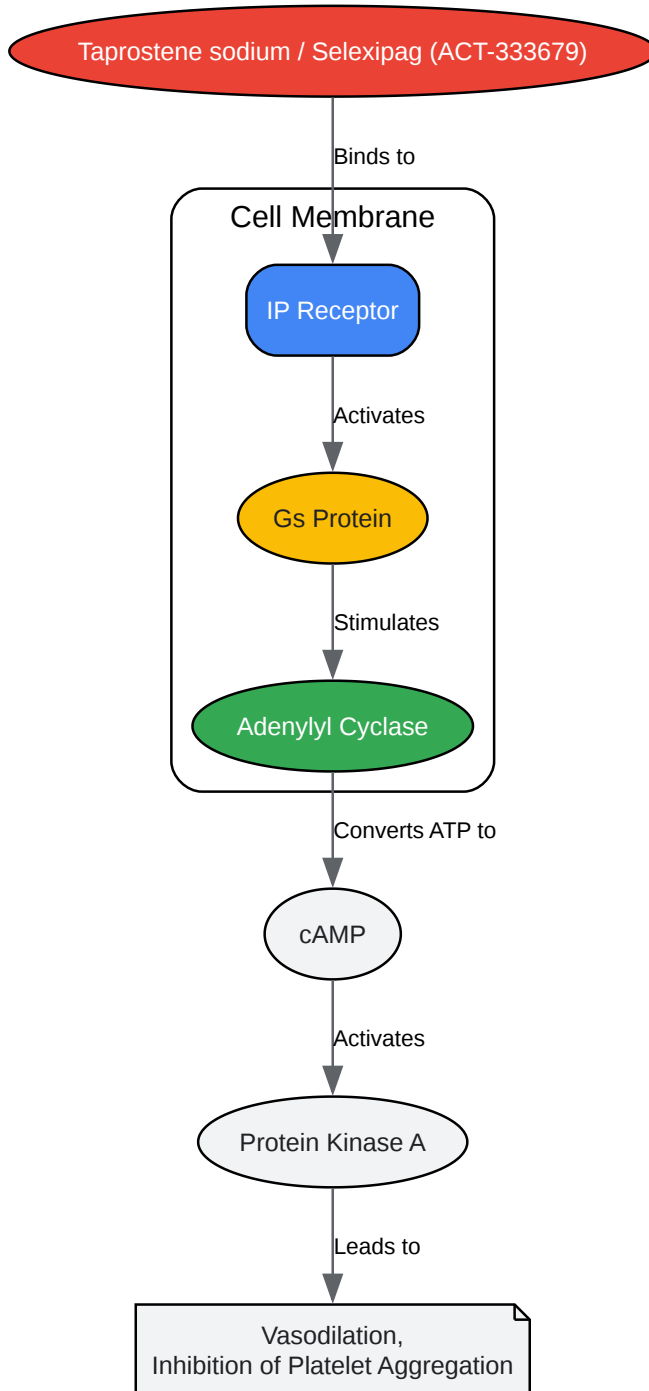 Taprostene sodium / Selexipag (ACT-333679)
Binds to
Cell Membrane
IP Receptor
Activates
Gs Protein
Stimulates
Adenylyl Cyclase
Converts ATP to
cAMP
Activates
Protein Kinase A
Leads to
Vasodilation,
Inhibition of Platelet Aggregation